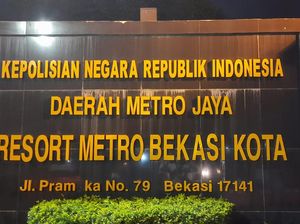 KEPOLISIAN NEGARA REPUBLIK INDONESIA
DAERAH METRO JAYA
RESORT METRO BEKASI KOTA
Jl. Pram ka No. 79 Bekasi 17141